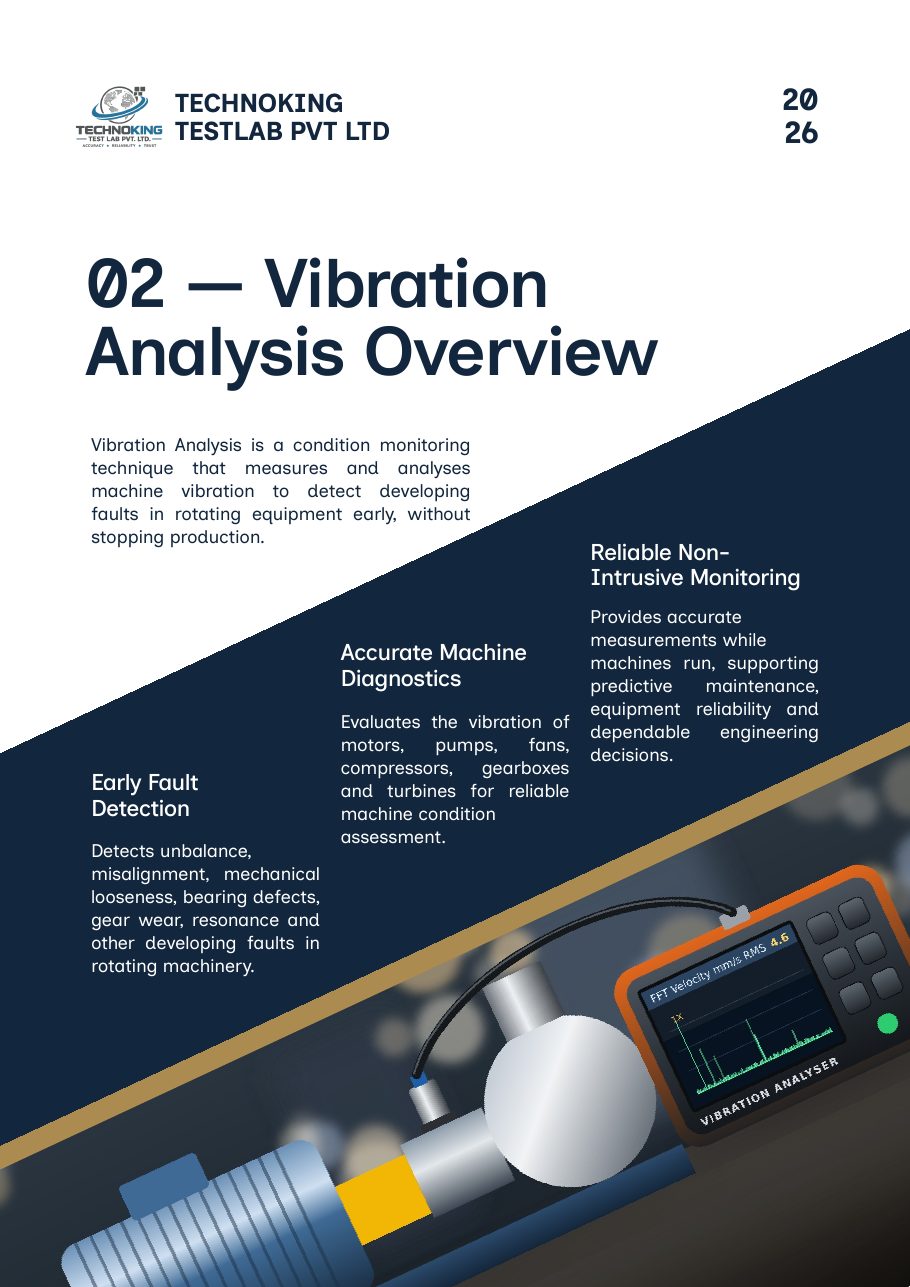 TECHNOKING
TEST LAB PVT. LTD.
ACCURACY • RELIABILITY • TRUST
TECHNOKING
TESTLAB PVT LTD
20
26
02 — Vibration
Analysis Overview
Vibration Analysis is a condition monitoring
technique that measures and analyses
machine vibration to detect developing
faults in rotating equipment early, without
stopping production.
Reliable Non-
Intrusive Monitoring
Provides accurate
measurements while
machines run, supporting
predictive maintenance,
equipment reliability and
dependable engineering
decisions.
Accurate Machine
Diagnostics
Evaluates the vibration of
motors, pumps, fans,
compressors, gearboxes
and turbines for reliable
machine condition
assessment.
Early Fault
Detection
Detects unbalance,
misalignment, mechanical
looseness, bearing defects,
gear wear, resonance and
other developing faults in
rotating machinery.
FFT Velocity mm/s RMS 4.6
1X
VIBRATION ANALYSER